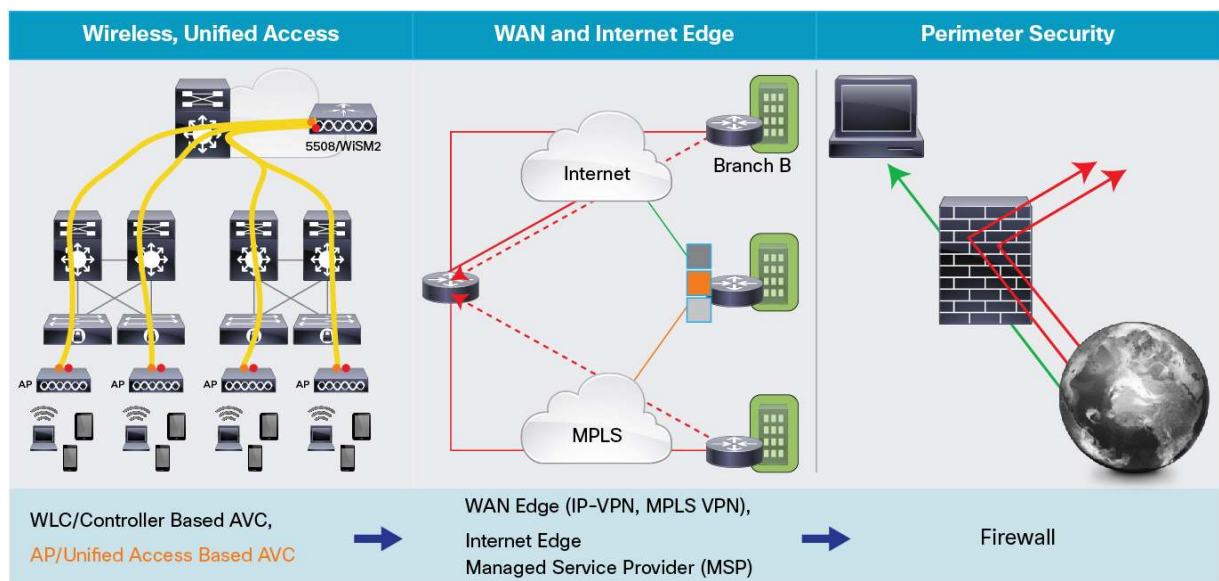 Wireless, Unified Access
WAN and Internet Edge
Perimeter Security
5508/WiSM2
AP
AP
AP
AP
Internet
Branch B
MPLS
WLC/Controller Based AVC,
AP/Unified Access Based AVC
WAN Edge (IP-VPN, MPLS VPN),
Internet Edge
Managed Service Provider (MSP)
Firewall